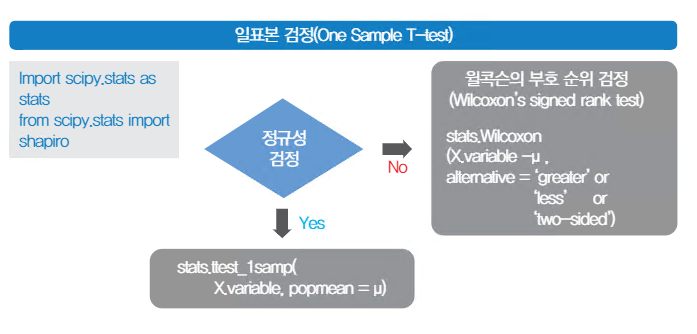 일표본 검정(One Sample T-test)
Import scipy.stats as
stats
from scipy.stats import
shapiro
정규성
검정
No
Yes
윌콕슨의 부호 순위 검정
(Wilcoxon's signed rank test)
stats.Wilcoxon
(X.variable -μ ,
alternative = 'greater' or
'less' or
'two-sided')
stats.ttest_1samp(
X.variable, popmean = μ)